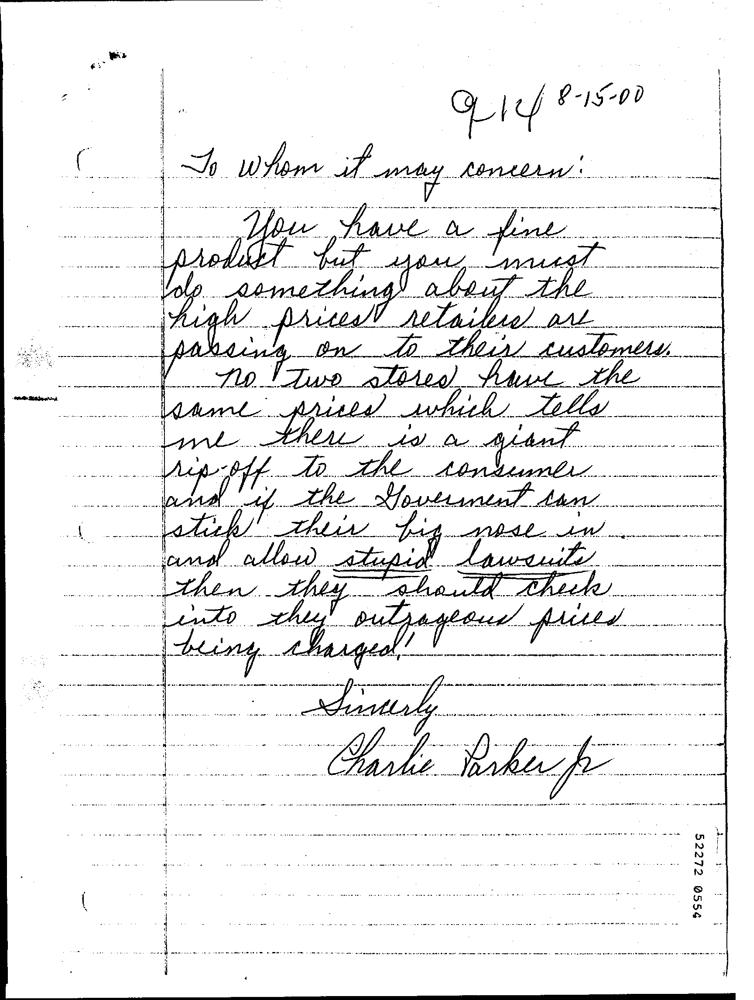 914 8-15-00
To whom it may concern:
You have a fine
product but you must
do something about the
high prices retailers are
passing on to their customers.
No two stores have the
same prices which tells
me there is a giant
rip-off to the consumer
and if the Goverment can
stick their big nose in
and allow stupid lawsuits
then they should check
into they outrageous prices
being charged!
Sincerly
Charlie Parker Jr
52272 0554